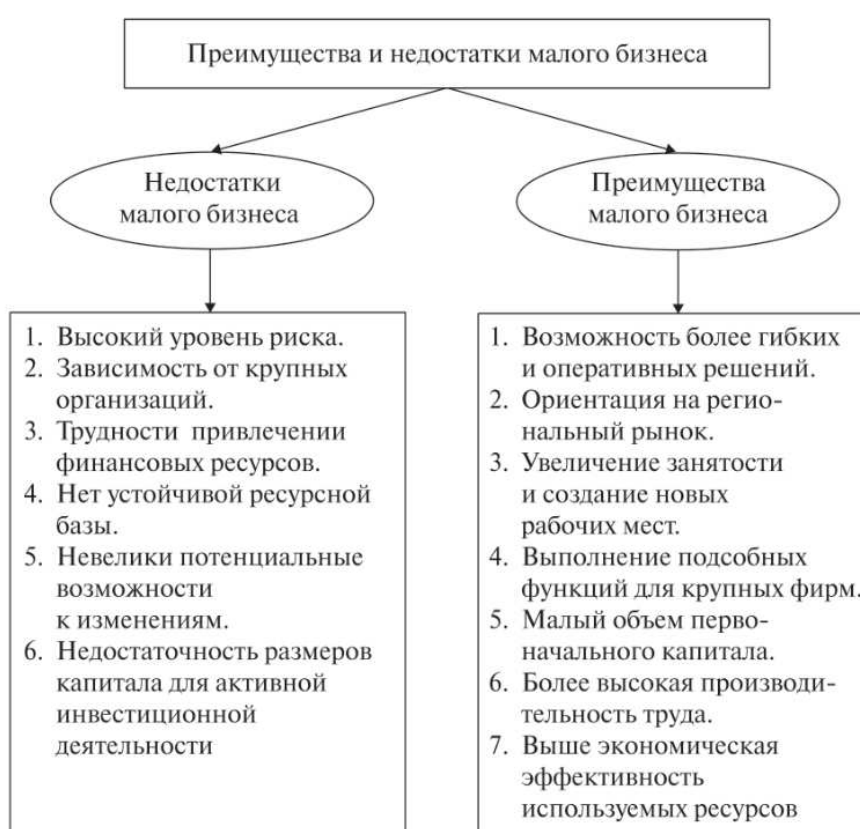 Преимущества и недостатки малого бизнеса
Недостатки
малого бизнеса
Преимущества
малого бизнеса
1. Высокий уровень риска.
2. Зависимость от крупных
организаций.
3. Трудности привлечении
финансовых ресурсов.
4. Нет устойчивой ресурсной
базы.
5. Невелики потенциальные
возможности
к изменениям.
6. Недостаточность размеров
капитала для активной
инвестиционной
деятельности
1. Возможность более гибких
и оперативных решений.
2. Ориентация на регио-
нальный рынок.
3. Увеличение занятости
и создание новых
рабочих мест.
4. Выполнение подсобных
функций для крупных фирм.
5. Малый объем перво-
начального капитала.
6. Более высокая производи-
тельность труда.
7. Выше экономическая
эффективность
используемых ресурсов